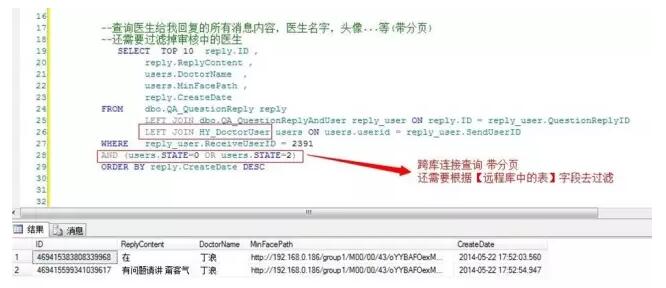 16
17 --查询医生给我回复的所有消息内容，医生名字，头像...等(带分页)
18 --还需要过滤掉审核中的医生
19 SELECT TOP 10 reply.ID ,
20 reply.ReplyContent ,
21 users.DoctorName ,
22 users.MinFacePath ,
23 reply.CreateDate
24 FROM dbo.QA_QuestionReply reply
25 LEFT JOIN dbo.QA_QuestionReplyAndUser reply_user ON reply.ID = reply_user.QuestionReplyID
26 LEFT JOIN HY_DoctorUser users ON users.userid = reply_user.SendUserID
27 WHERE reply_user.ReceiveUserID = 2391
28 AND (users.STATE=0 OR users.STATE=2)
29 ORDER BY reply.CreateDate DESC
30
31
32
跨库连接查询 带分页
还需要根据【远程库中的表】字段去过滤
结果 消息
ID ReplyContent DoctorName MinFacePath CreateDate
1 469415383808339968 在 丁浪 http://192.168.0.186/group1/M00/00/43/oYYBAFOexM... 2014-05-22 17:52:03.560
2 469415599341039617 有问题请讲 甭客气 丁浪 http://192.168.0.186/group1/M00/00/43/oYYBAFOexM... 2014-05-22 17:52:54.947